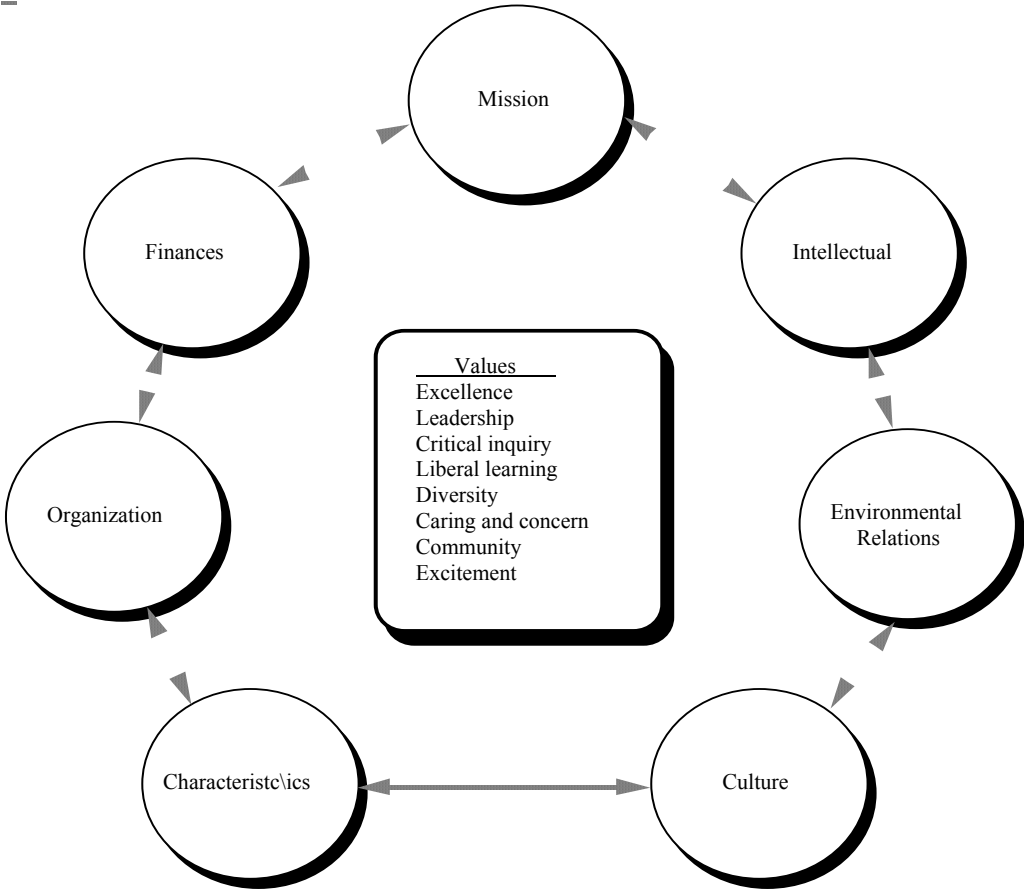 Mission
Finances
Intellectual
Values
Excellence
Leadership
Critical inquiry
Liberal learning
Diversity
Caring and concern
Community
Excitement
Organization
Environmental
Relations
Characteristc\ics
Culture